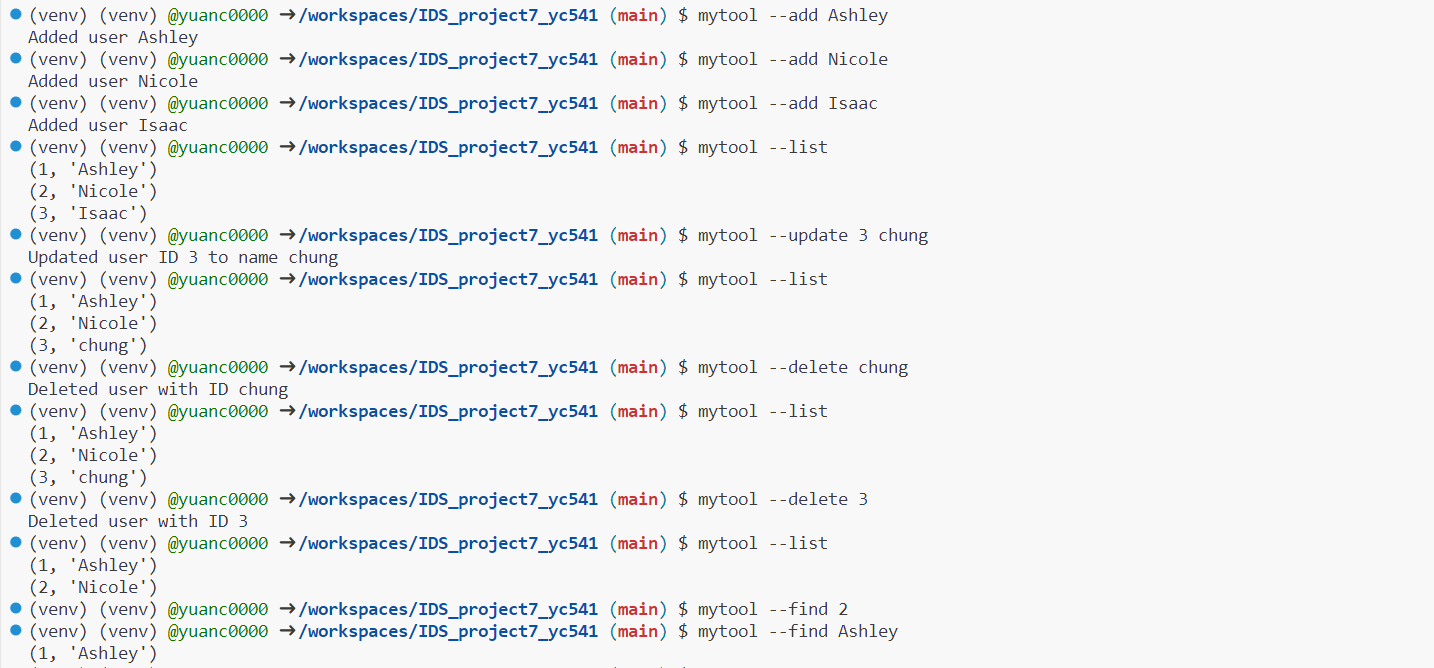 (venv) (venv) @yuanc0000 ➜/workspaces/IDS_project7_yc541 (main) $ mytool --add Ashley
Added user Ashley
(venv) (venv) @yuanc0000 ➜/workspaces/IDS_project7_yc541 (main) $ mytool --add Nicole
Added user Nicole
(venv) (venv) @yuanc0000 ➜/workspaces/IDS_project7_yc541 (main) $ mytool --add Isaac
Added user Isaac
(venv) (venv) @yuanc0000 ➜/workspaces/IDS_project7_yc541 (main) $ mytool --list
(1, 'Ashley')
(2, 'Nicole')
(3, 'Isaac')
(venv) (venv) @yuanc0000 ➜/workspaces/IDS_project7_yc541 (main) $ mytool --update 3 chung
Updated user ID 3 to name chung
(venv) (venv) @yuanc0000 ➜/workspaces/IDS_project7_yc541 (main) $ mytool --list
(1, 'Ashley')
(2, 'Nicole')
(3, 'chung')
(venv) (venv) @yuanc0000 ➜/workspaces/IDS_project7_yc541 (main) $ mytool --delete chung
Deleted user with ID chung
(venv) (venv) @yuanc0000 ➜/workspaces/IDS_project7_yc541 (main) $ mytool --list
(1, 'Ashley')
(2, 'Nicole')
(3, 'chung')
(venv) (venv) @yuanc0000 ➜/workspaces/IDS_project7_yc541 (main) $ mytool --delete 3
Deleted user with ID 3
(venv) (venv) @yuanc0000 ➜/workspaces/IDS_project7_yc541 (main) $ mytool --list
(1, 'Ashley')
(2, 'Nicole')
(venv) (venv) @yuanc0000 ➜/workspaces/IDS_project7_yc541 (main) $ mytool --find 2
(venv) (venv) @yuanc0000 ➜/workspaces/IDS_project7_yc541 (main) $ mytool --find Ashley
(1, 'Ashley')